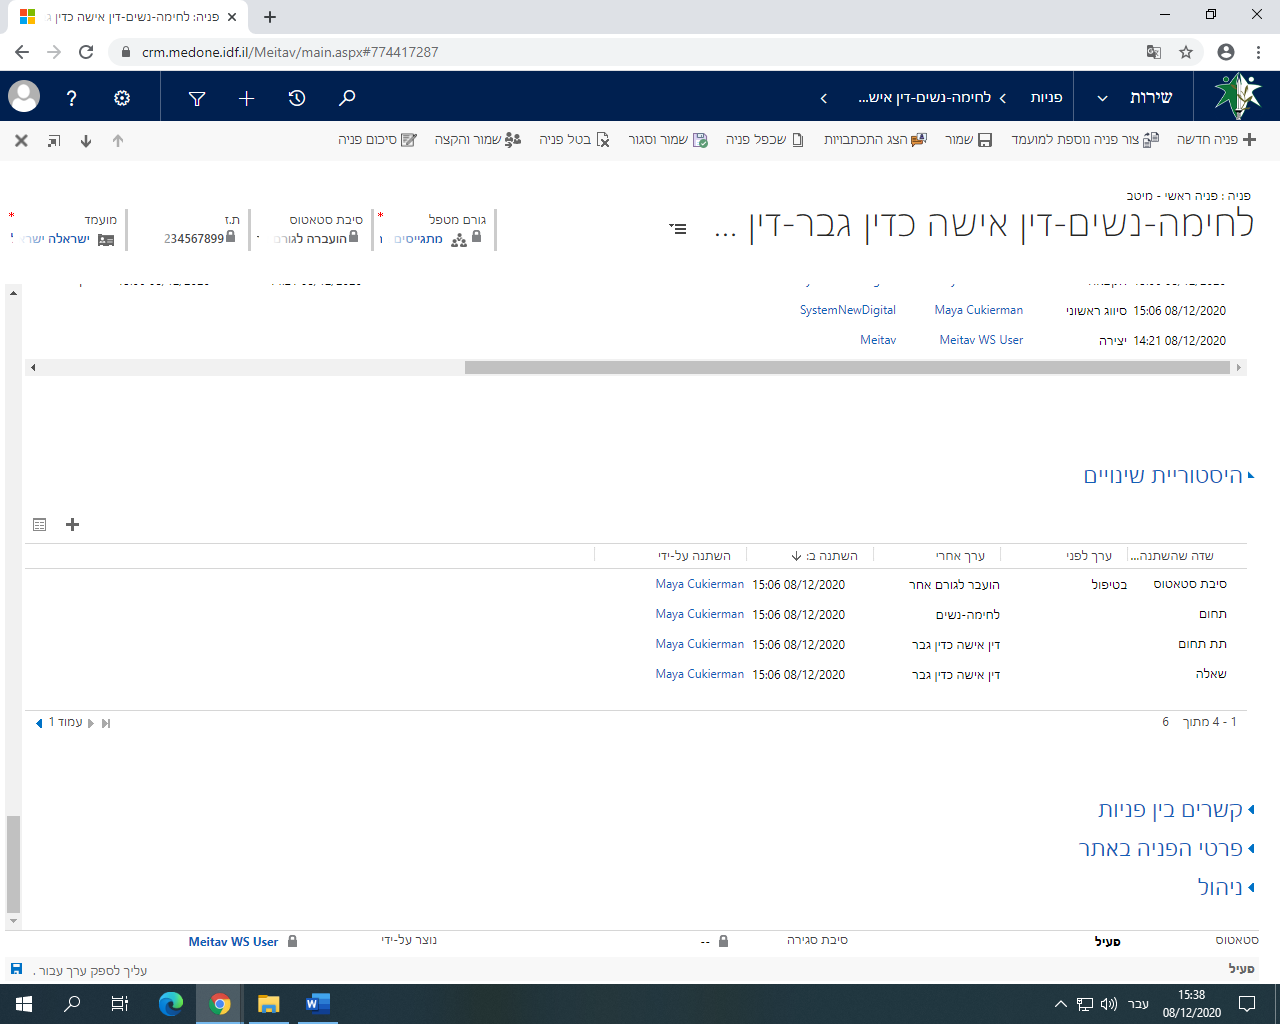 פניה: לחימה-נשים-דין אישה כדין ג
crm.medone.idf.il/Meitav/main.aspx#774417287
שירות
פניות
לחימה-נשים-דין איש...
פניה חדשה
צור פניה נוספת למועמד
שמור
הצג התכתבויות
שכפל פניה
שמור וסגור
בטל פניה
שמור והקצה
סיכום פניה
פניה : פניה ראשי - מיטב
לחימה-נשים-דין אישה כדין גבר-דין ...
גורם מטפל
מתגייסים
סיבת סטאטוס
הועברה לגורם
ת.ז
234567899
מועמד
*
*
ישראלה
08/12/2020 15:06 סיווג ראשוני Maya Cukierman SystemNewDigital
08/12/2020 14:21 יצירה Meitav WS User Meitav
היסטוריית שינויים
שדה שהשתנה... ערך לפני ערך אחרי השתנה ב: השתנה על-ידי
סיבת סטאטוס בטיפול הועבר לגורם אחר 08/12/2020 15:06 Maya Cukierman
תחום לחימה-נשים 08/12/2020 15:06 Maya Cukierman
תת תחום דין אישה כדין גבר 08/12/2020 15:06 Maya Cukierman
שאלה דין אישה כדין גבר 08/12/2020 15:06 Maya Cukierman
1 - 4 מתוך 6
עמוד 1
קשרים בין פניות
פרטי הפניה באתר
ניהול
סטאטוס פעיל סיבת סגירה -- נוצר על-ידי Meitav WS User
פעיל
עליך לספק ערך עבור .
עבר
15:38
08/12/2020